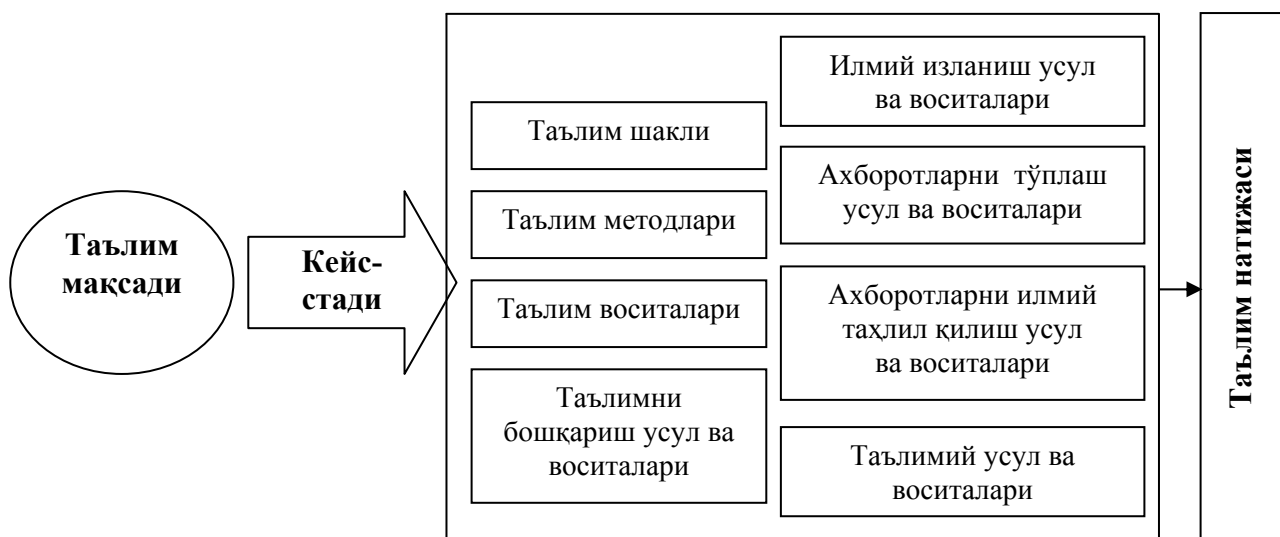 Таълим
мақсади
Кейс-
стади
Таълим шакли
Таълим методлари
Таълим воситалари
Таълимни
бошқариш усул ва
воситалари
Илмий изланиш усул
ва воситалари
Ахборотларни тўплаш
усул ва воситалари
Ахборотларни илмий
таҳлил қилиш усул
ва воситалари
Таълимий усул ва
воситалари
Таълим натижаси